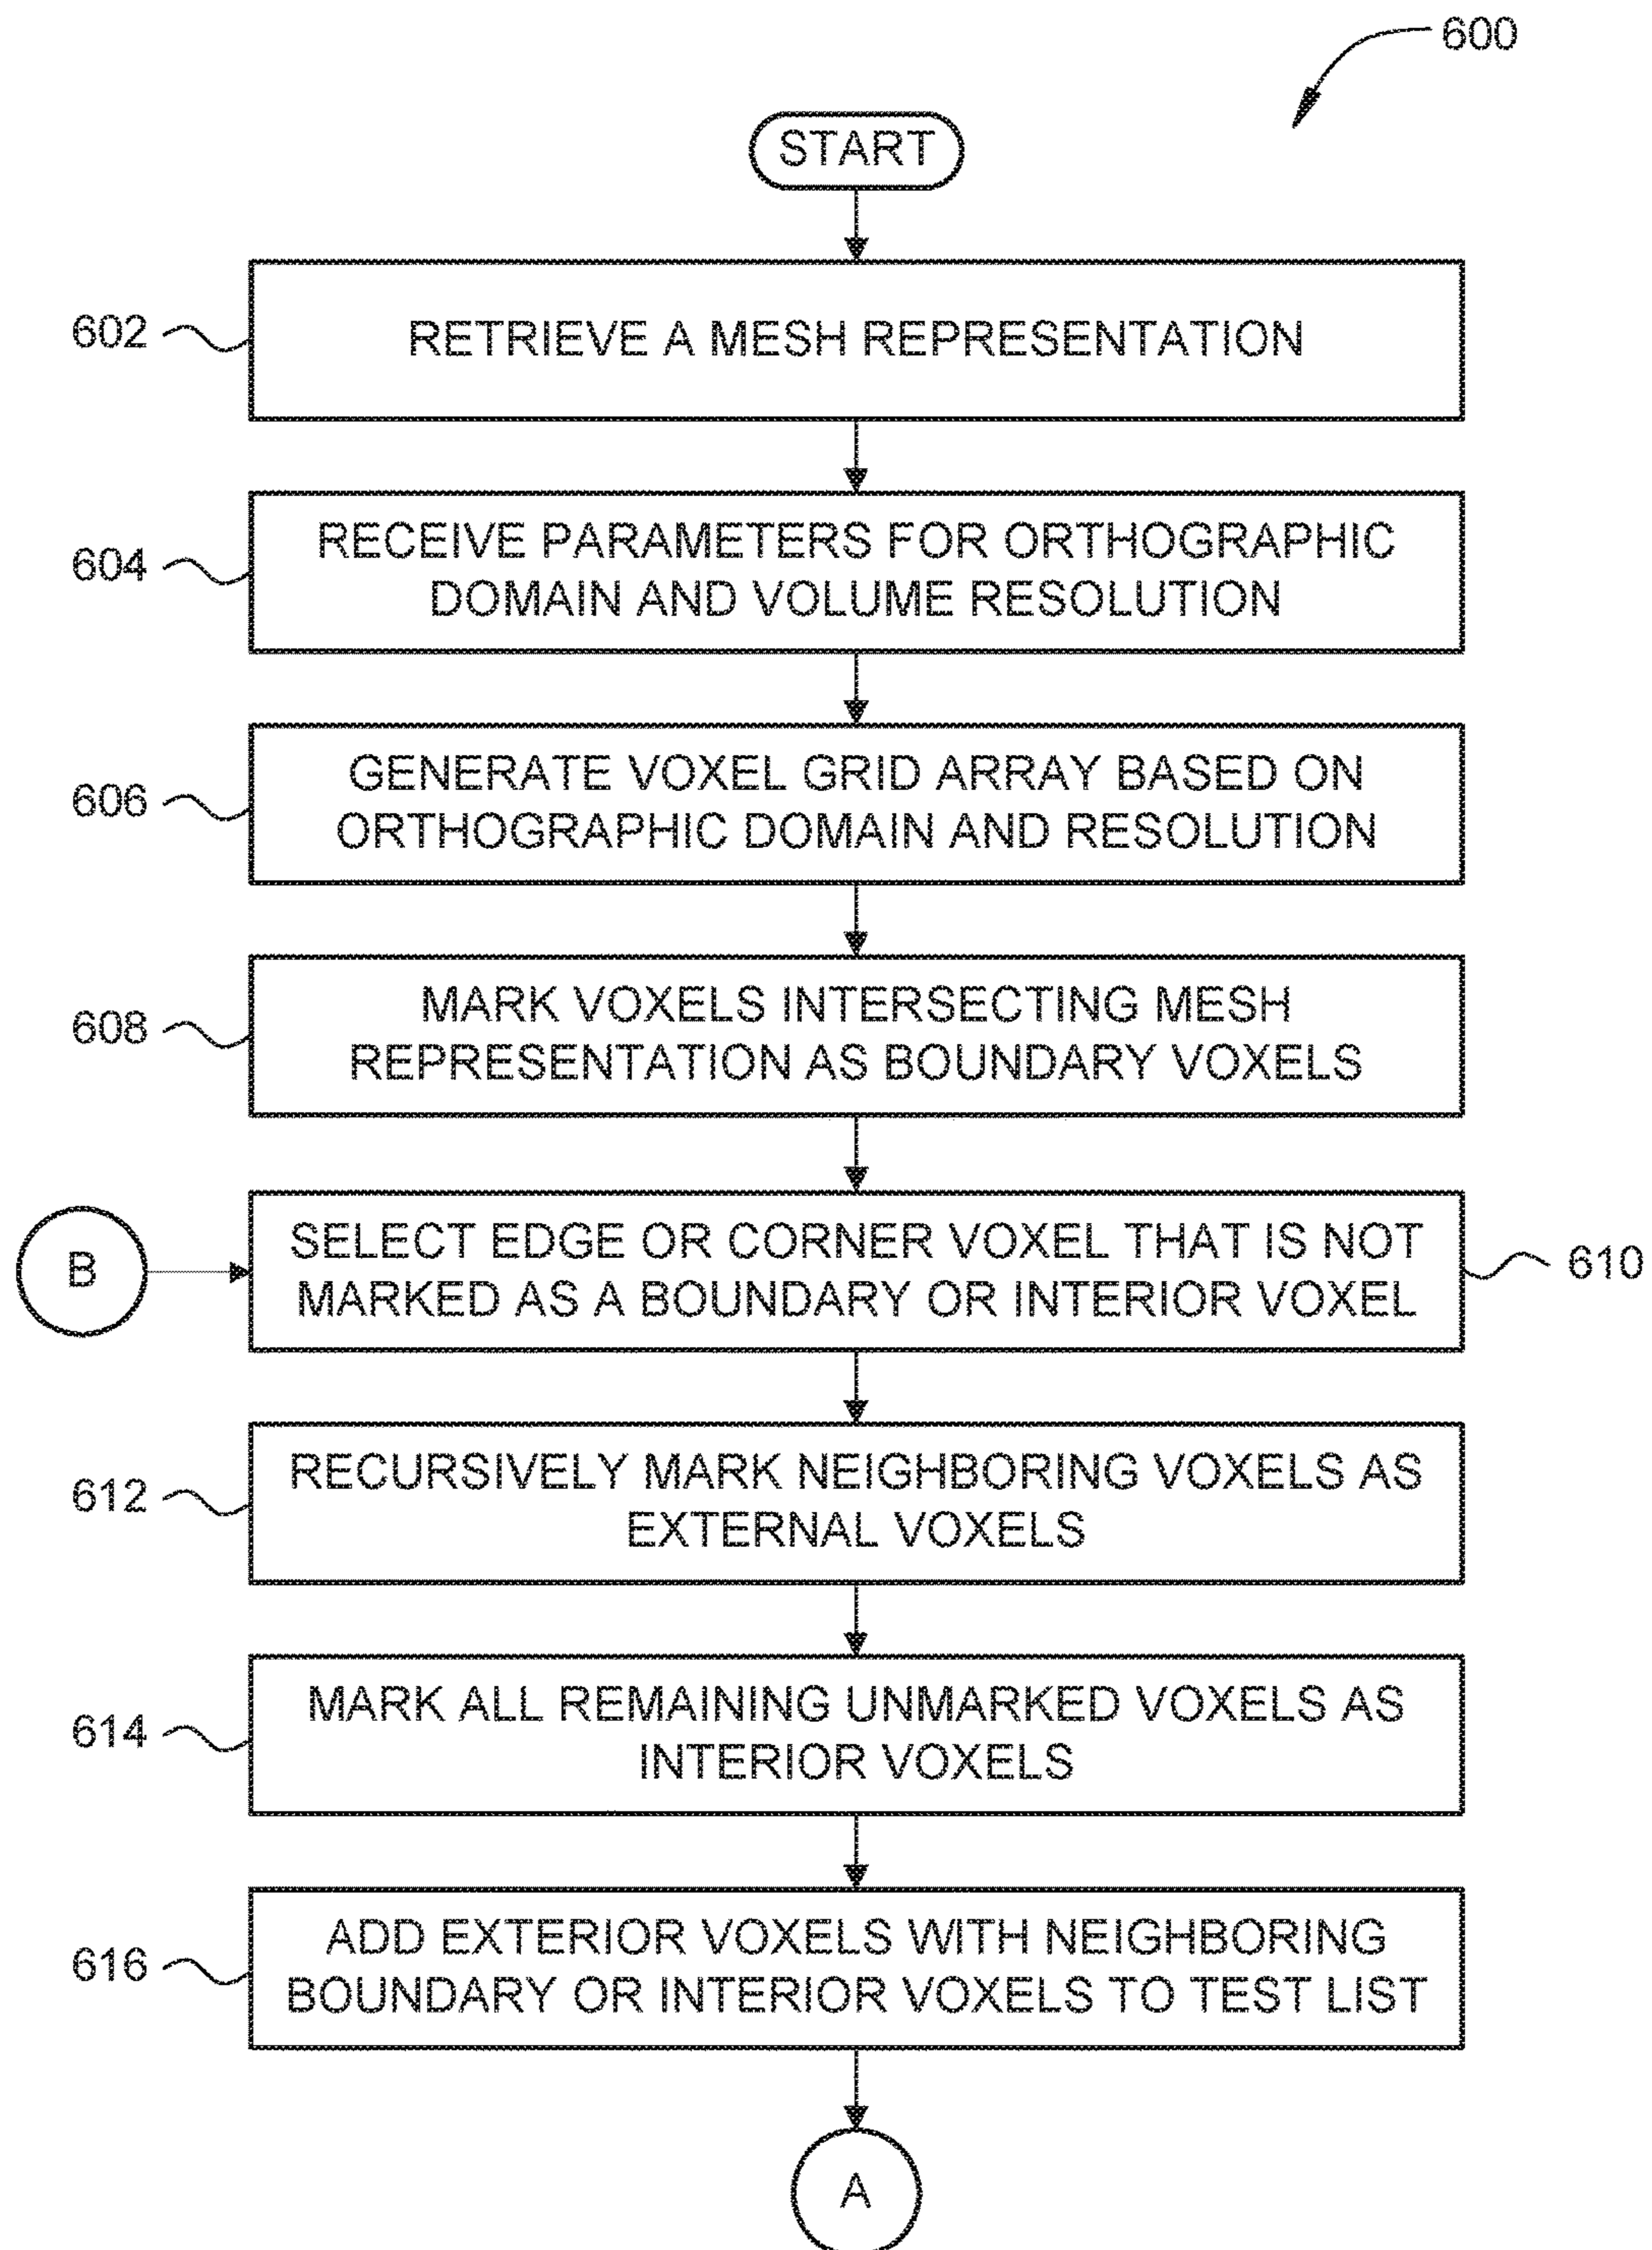 600
START
602
RETRIEVE A MESH REPRESENTATION
604
RECEIVE PARAMETERS FOR ORTHOGRAPHIC
DOMAIN AND VOLUME RESOLUTION
606
GENERATE VOXEL GRID ARRAY BASED ON
ORTHOGRAPHIC DOMAIN AND RESOLUTION
608
MARK VOXELS INTERSECTING MESH
REPRESENTATION AS BOUNDARY VOXELS
B
SELECT EDGE OR CORNER VOXEL THAT IS NOT
MARKED AS A BOUNDARY OR INTERIOR VOXEL
610
612
RECURSIVELY MARK NEIGHBORING VOXELS AS
EXTERNAL VOXELS
614
MARK ALL REMAINING UNMARKED VOXELS AS
INTERIOR VOXELS
616
ADD EXTERIOR VOXELS WITH NEIGHBORING
BOUNDARY OR INTERIOR VOXELS TO TEST LIST
A